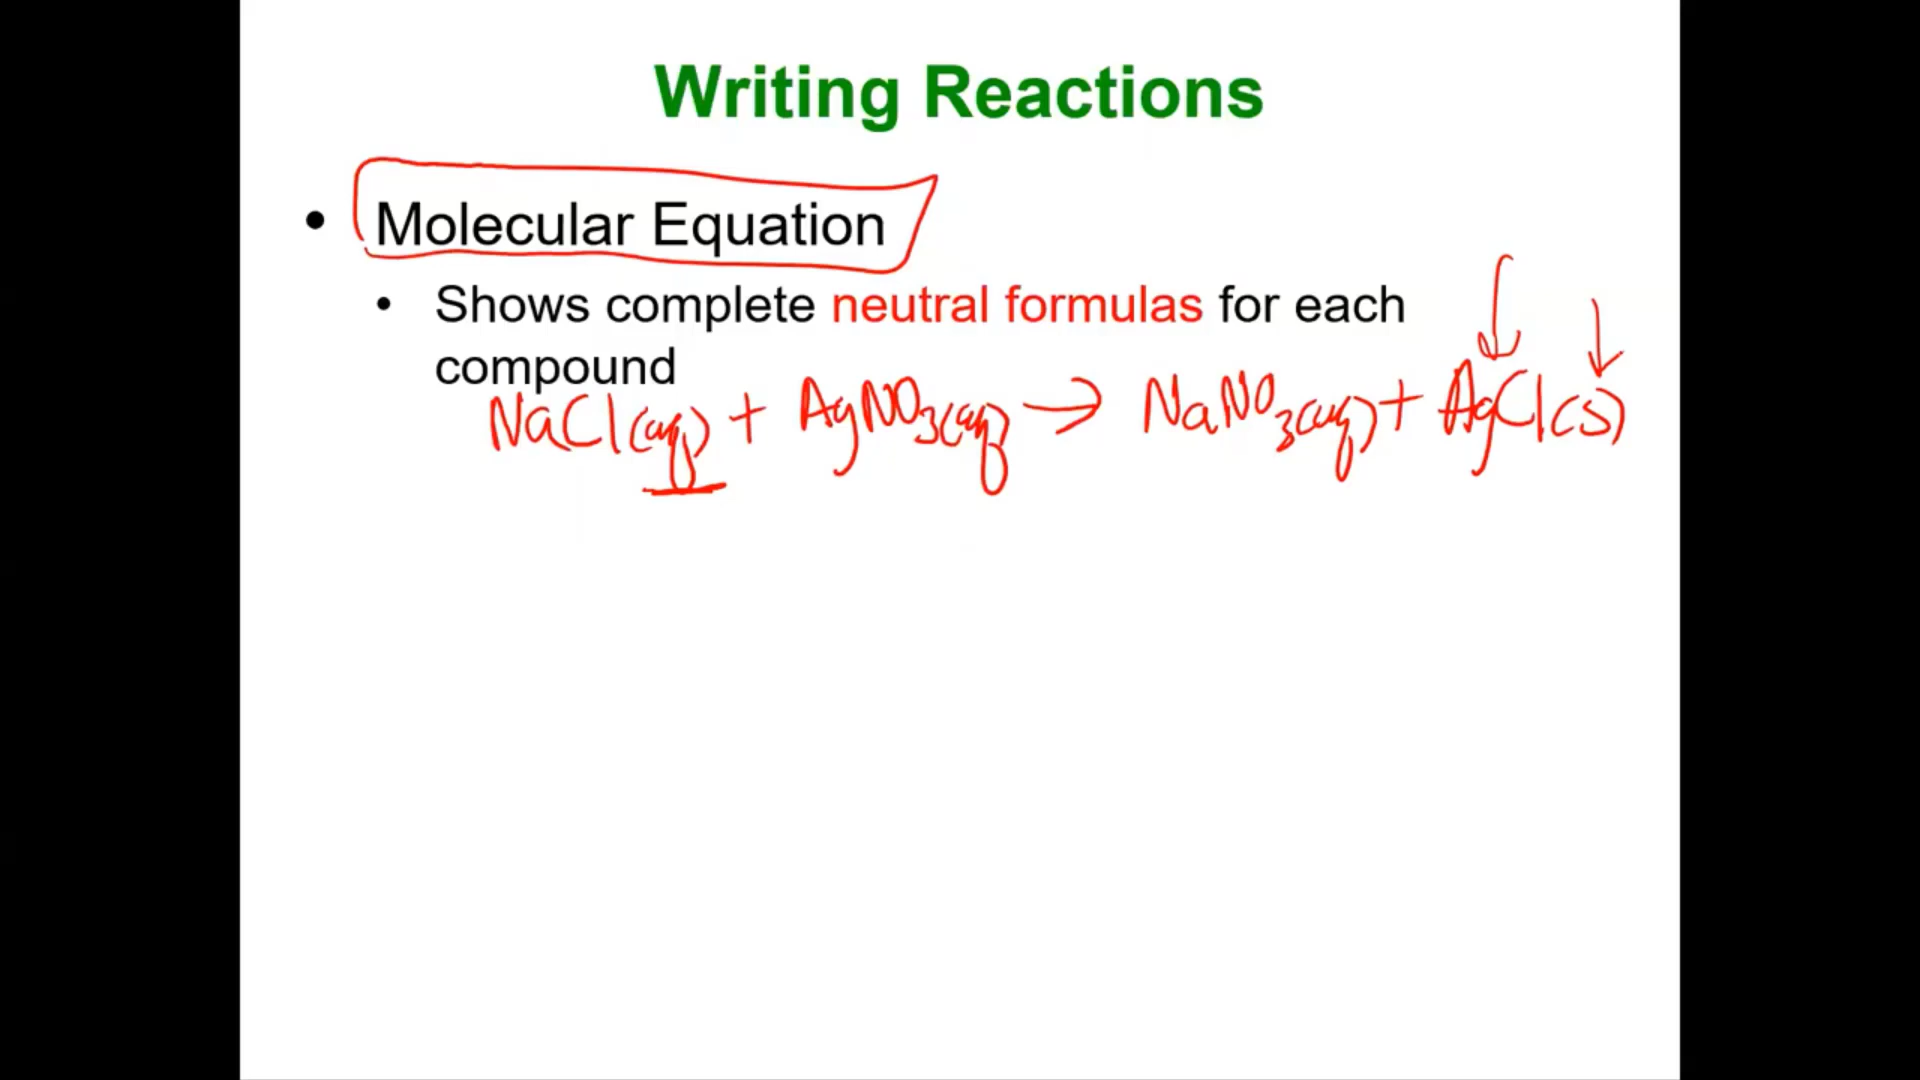 Writing Reactions
• Molecular Equation
• Shows complete neutral formulas for each
compound
NaCl(aq) + AgNO₃(aq) → NaNO₃(aq) + AgCl(s)